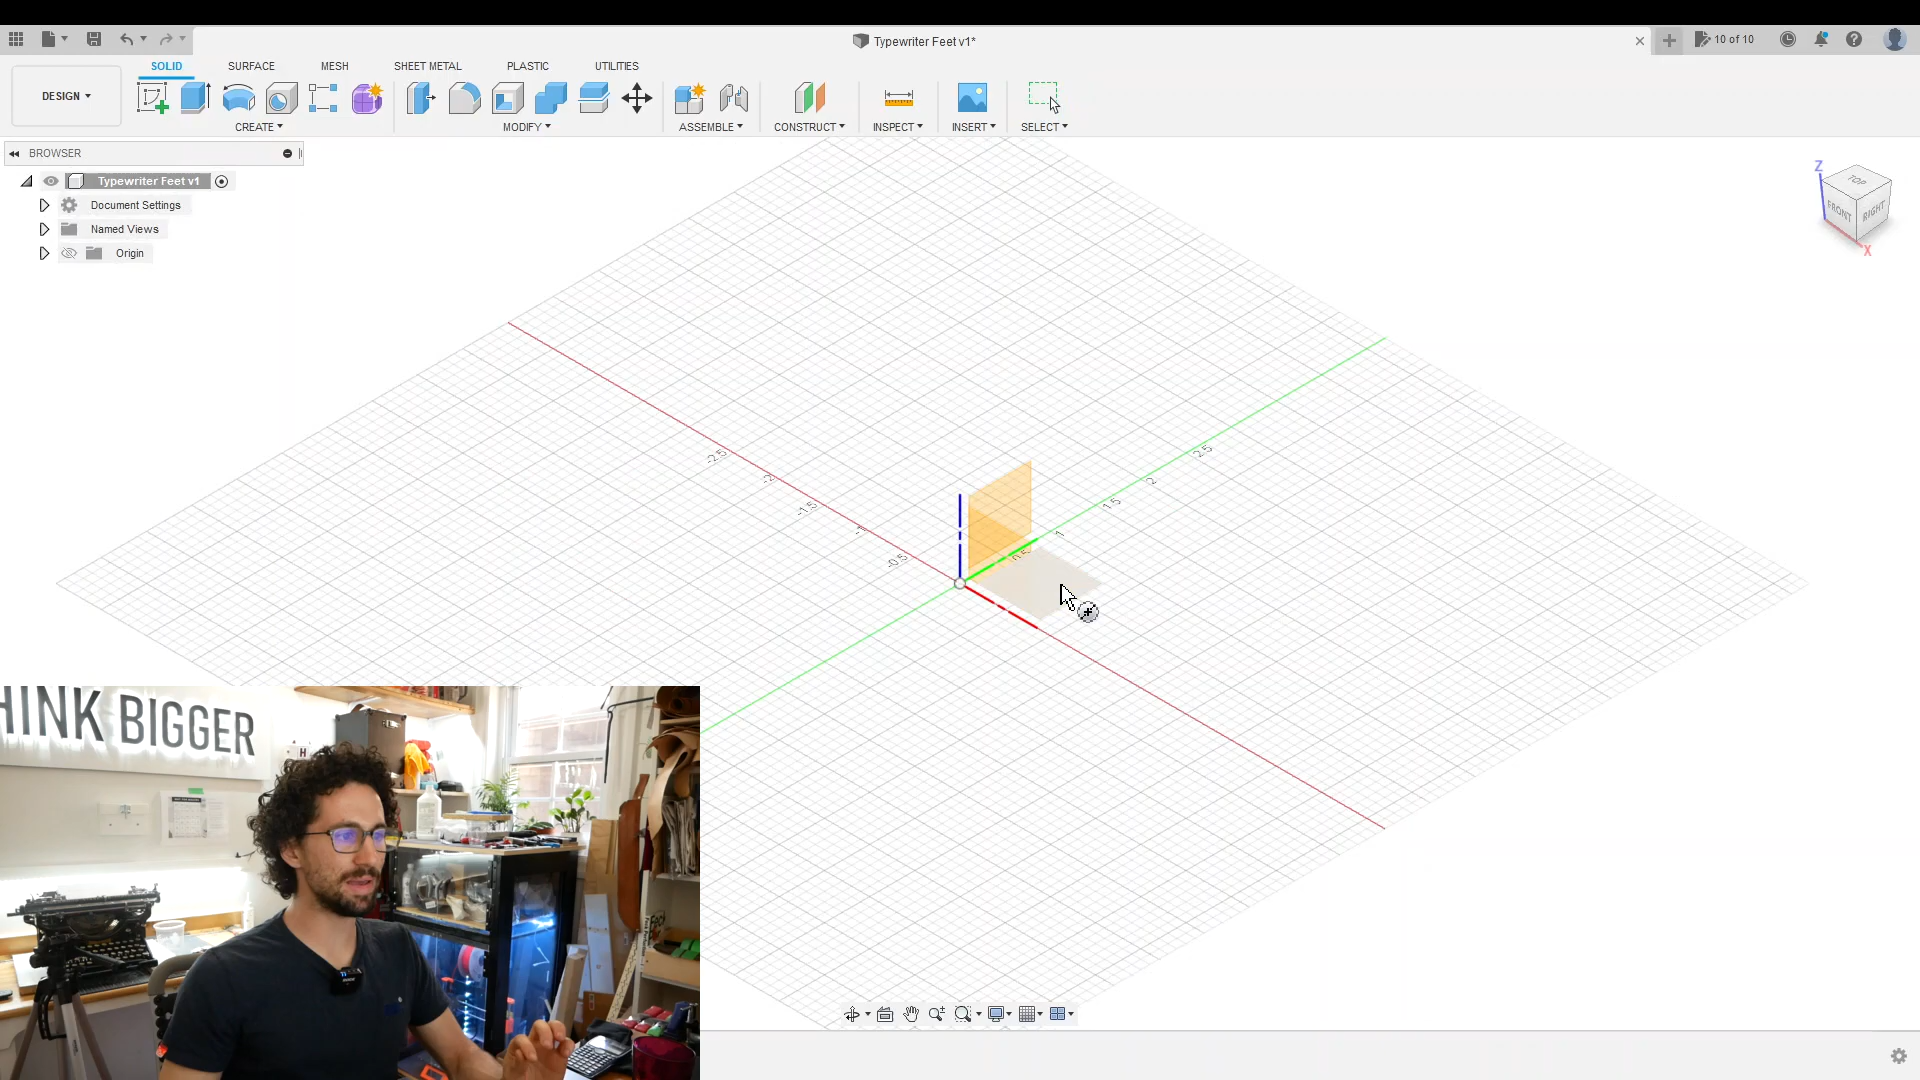 Typewriter Feet v1*
10 of 10
DESIGN
SOLID
SURFACE
MESH
SHEET METAL
PLASTIC
UTILITIES
CREATE
MODIFY
ASSEMBLE
CONSTRUCT
INSPECT
INSERT
SELECT
BROWSER
Typewriter Feet v1
Document Settings
Named Views
Origin
Z
TOP
FRONT
RIGHT
X
-2.5
-2
-1.5
-1
-0.5
0.5
1
1.5
2
2.5
HINK BIGGER
H